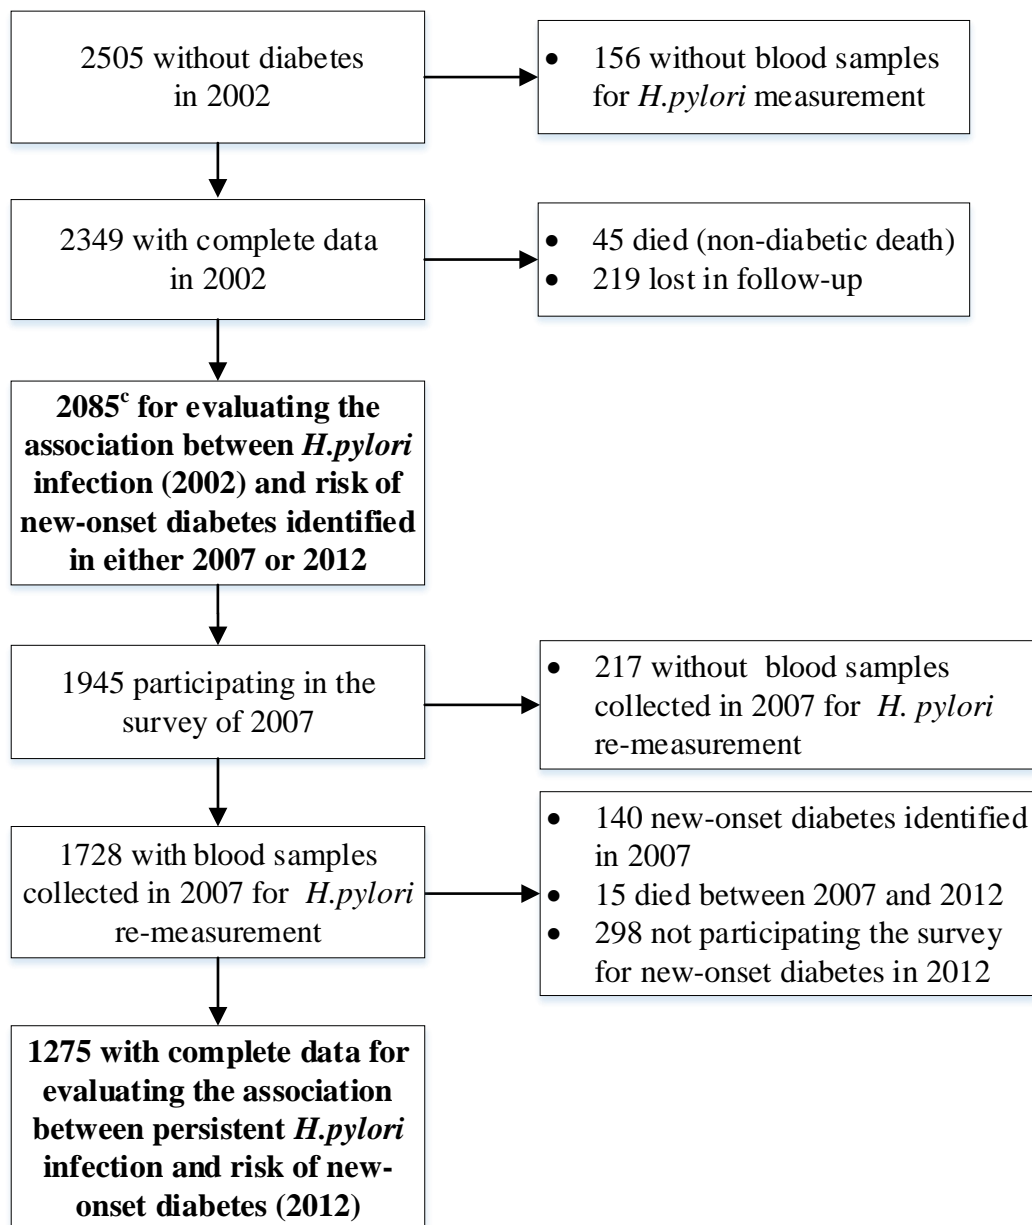 2505 without diabetes
in 2002
• 156 without blood samples
for H.pylori measurement
2349 with complete data
in 2002
• 45 died (non-diabetic death)
• 219 lost in follow-up
2085ᶜ for evaluating the
association between H.pylori
infection (2002) and risk of
new-onset diabetes identified
in either 2007 or 2012
1945 participating in the
survey of 2007
• 217 without blood samples
collected in 2007 for H. pylori
re-measurement
1728 with blood samples
collected in 2007 for H.pylori
re-measurement
• 140 new-onset diabetes identified
in 2007
• 15 died between 2007 and 2012
• 298 not participating the survey
for new-onset diabetes in 2012
1275 with complete data for
evaluating the association
between persistent H.pylori
infection and risk of new-
onset diabetes (2012)